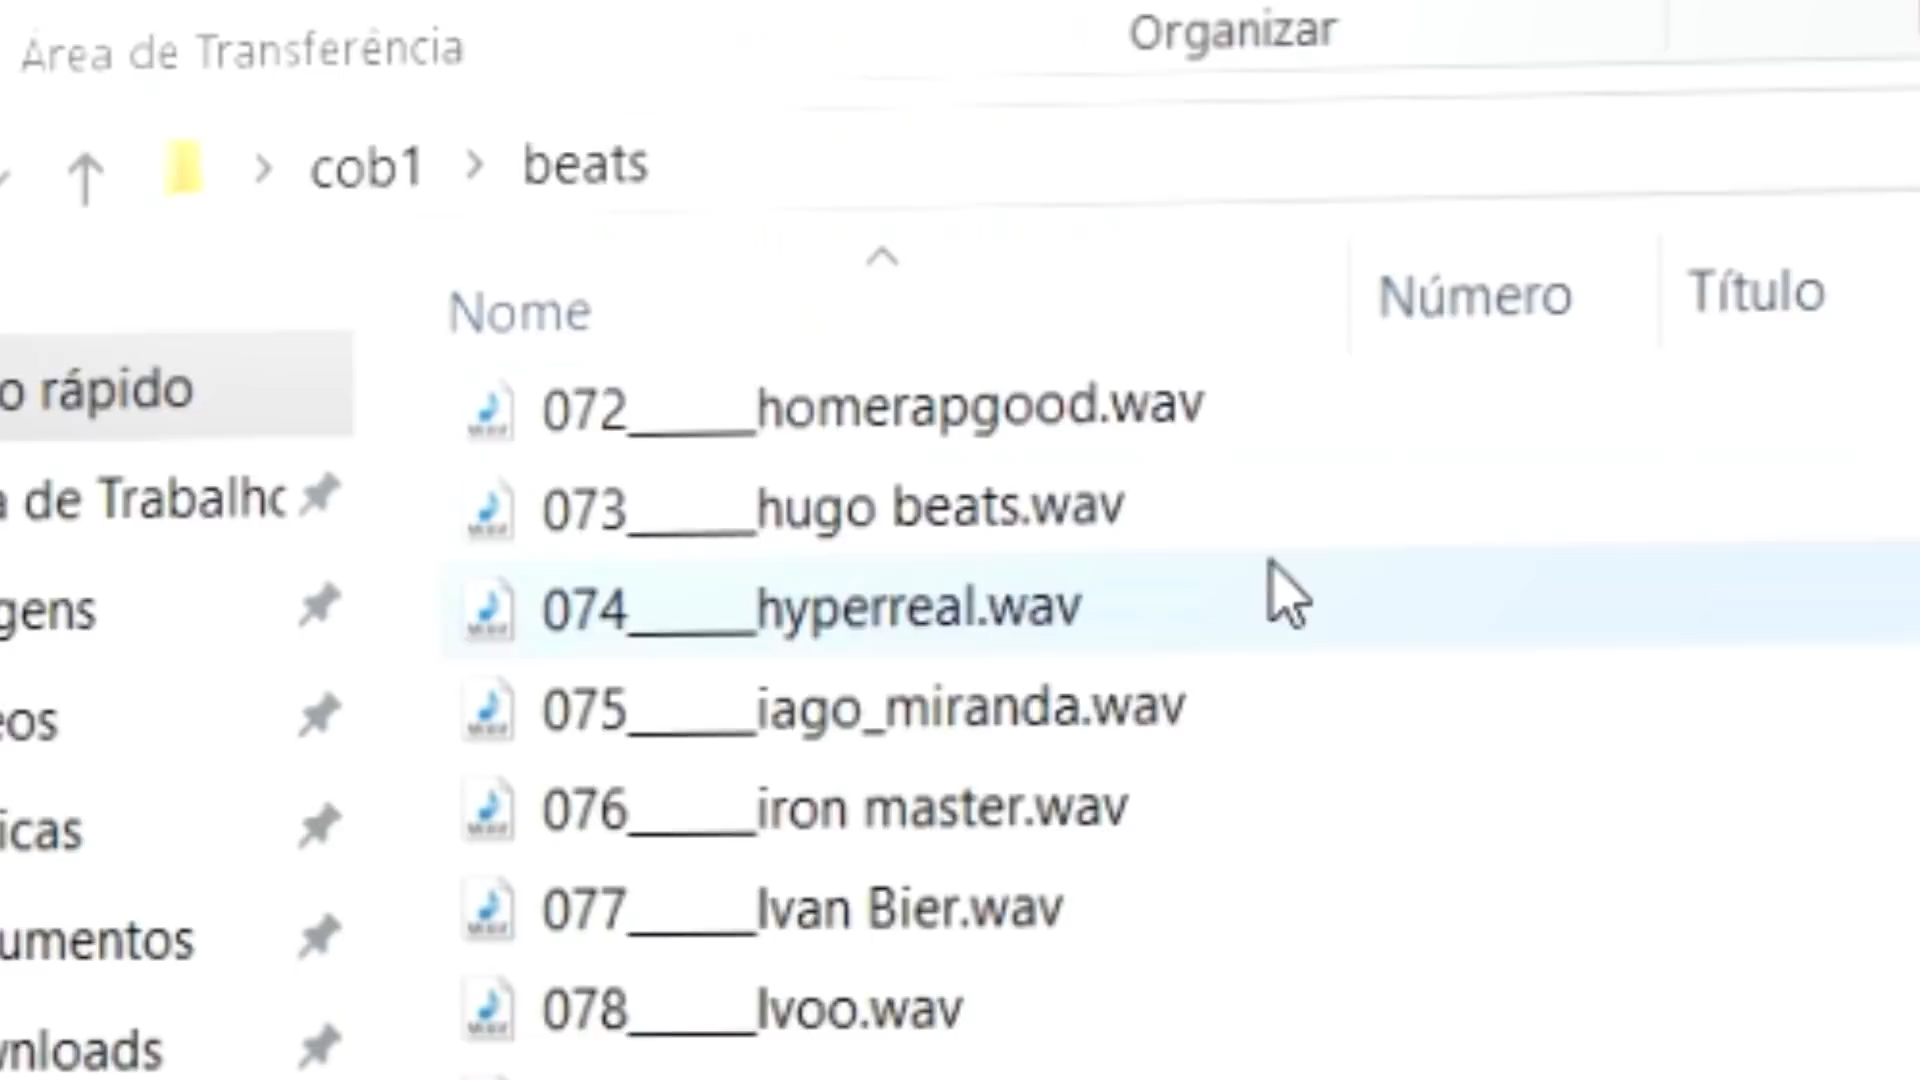 Área de Transferência
Organizar
cob1 > beats
Nome
Número
Título
o rápido
de Trabalho
072_____homerapgood.wav
073_____hugo beats.wav
074_____hyperreal.wav
075_____iago_miranda.wav
076_____iron master.wav
077_____Ivan Bier.wav
078_____Ivoo.wav
gens
eos
icas
umentos
wnloads